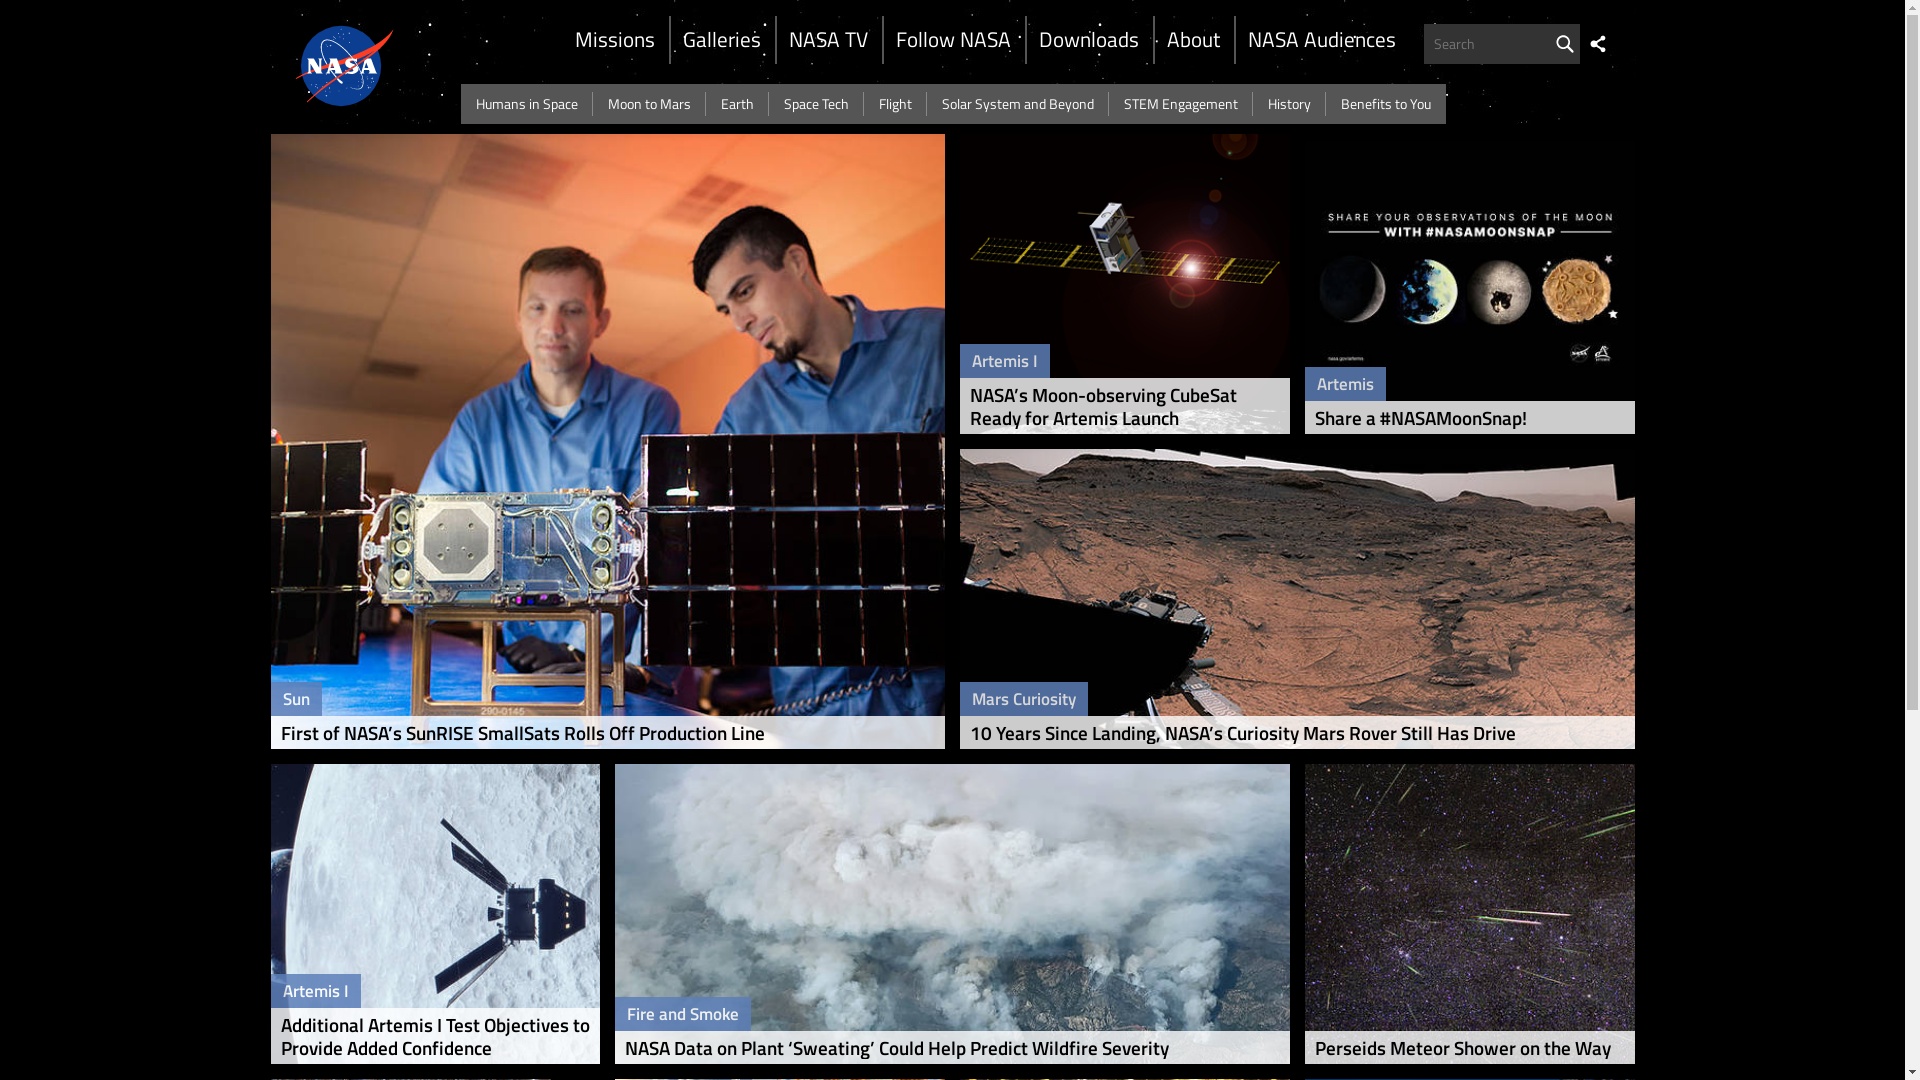 NASA
Missions
Galleries
NASA TV
Follow NASA
Downloads
About
NASA Audiences
Search
Humans in Space
Moon to Mars
Earth
Space Tech
Flight
Solar System and Beyond
STEM Engagement
History
Benefits to You
290-0145
Sun
First of NASA’s SunRISE SmallSats Rolls Off Production Line
Artemis I
NASA’s Moon-observing CubeSat
Ready for Artemis Launch
SHARE YOUR OBSERVATIONS OF THE MOON
WITH #NASAMOONSNAP
nasa.gov/artemis
Artemis
Share a #NASAMoonSnap!
Mars Curiosity
10 Years Since Landing, NASA’s Curiosity Mars Rover Still Has Drive
Artemis I
Additional Artemis I Test Objectives to
Provide Added Confidence
Fire and Smoke
NASA Data on Plant ‘Sweating’ Could Help Predict Wildfire Severity
Perseids Meteor Shower on the Way